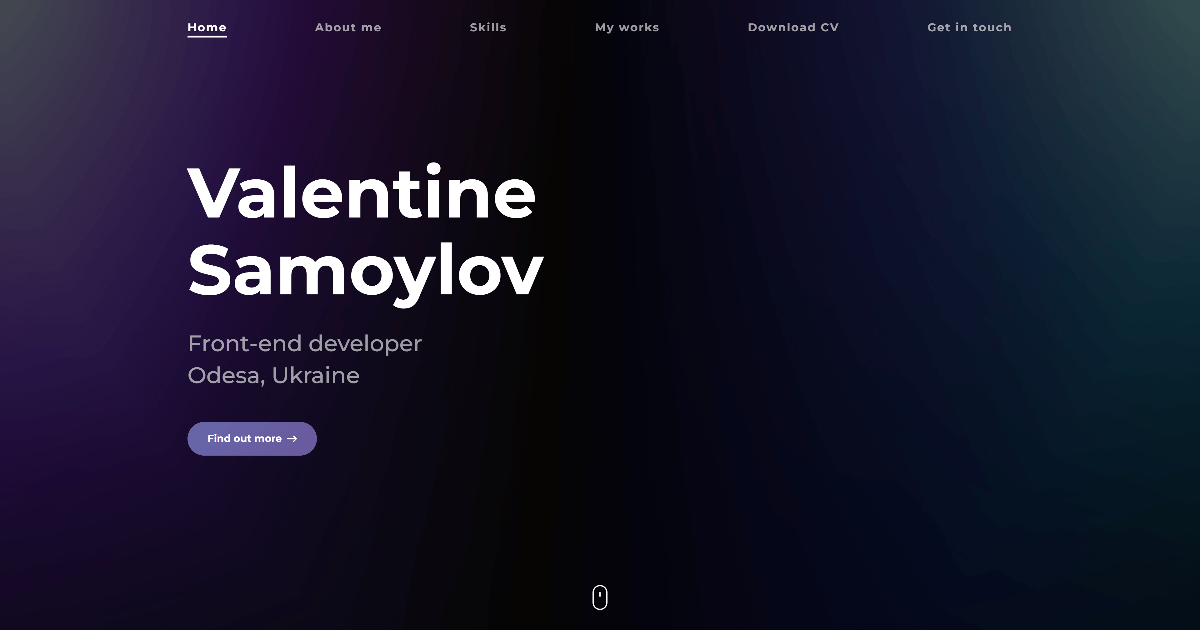 Home About me Skills My works Download CV Get in touch
Valentine
Samoylov
Front-end developer
Odesa, Ukraine
Find out more →